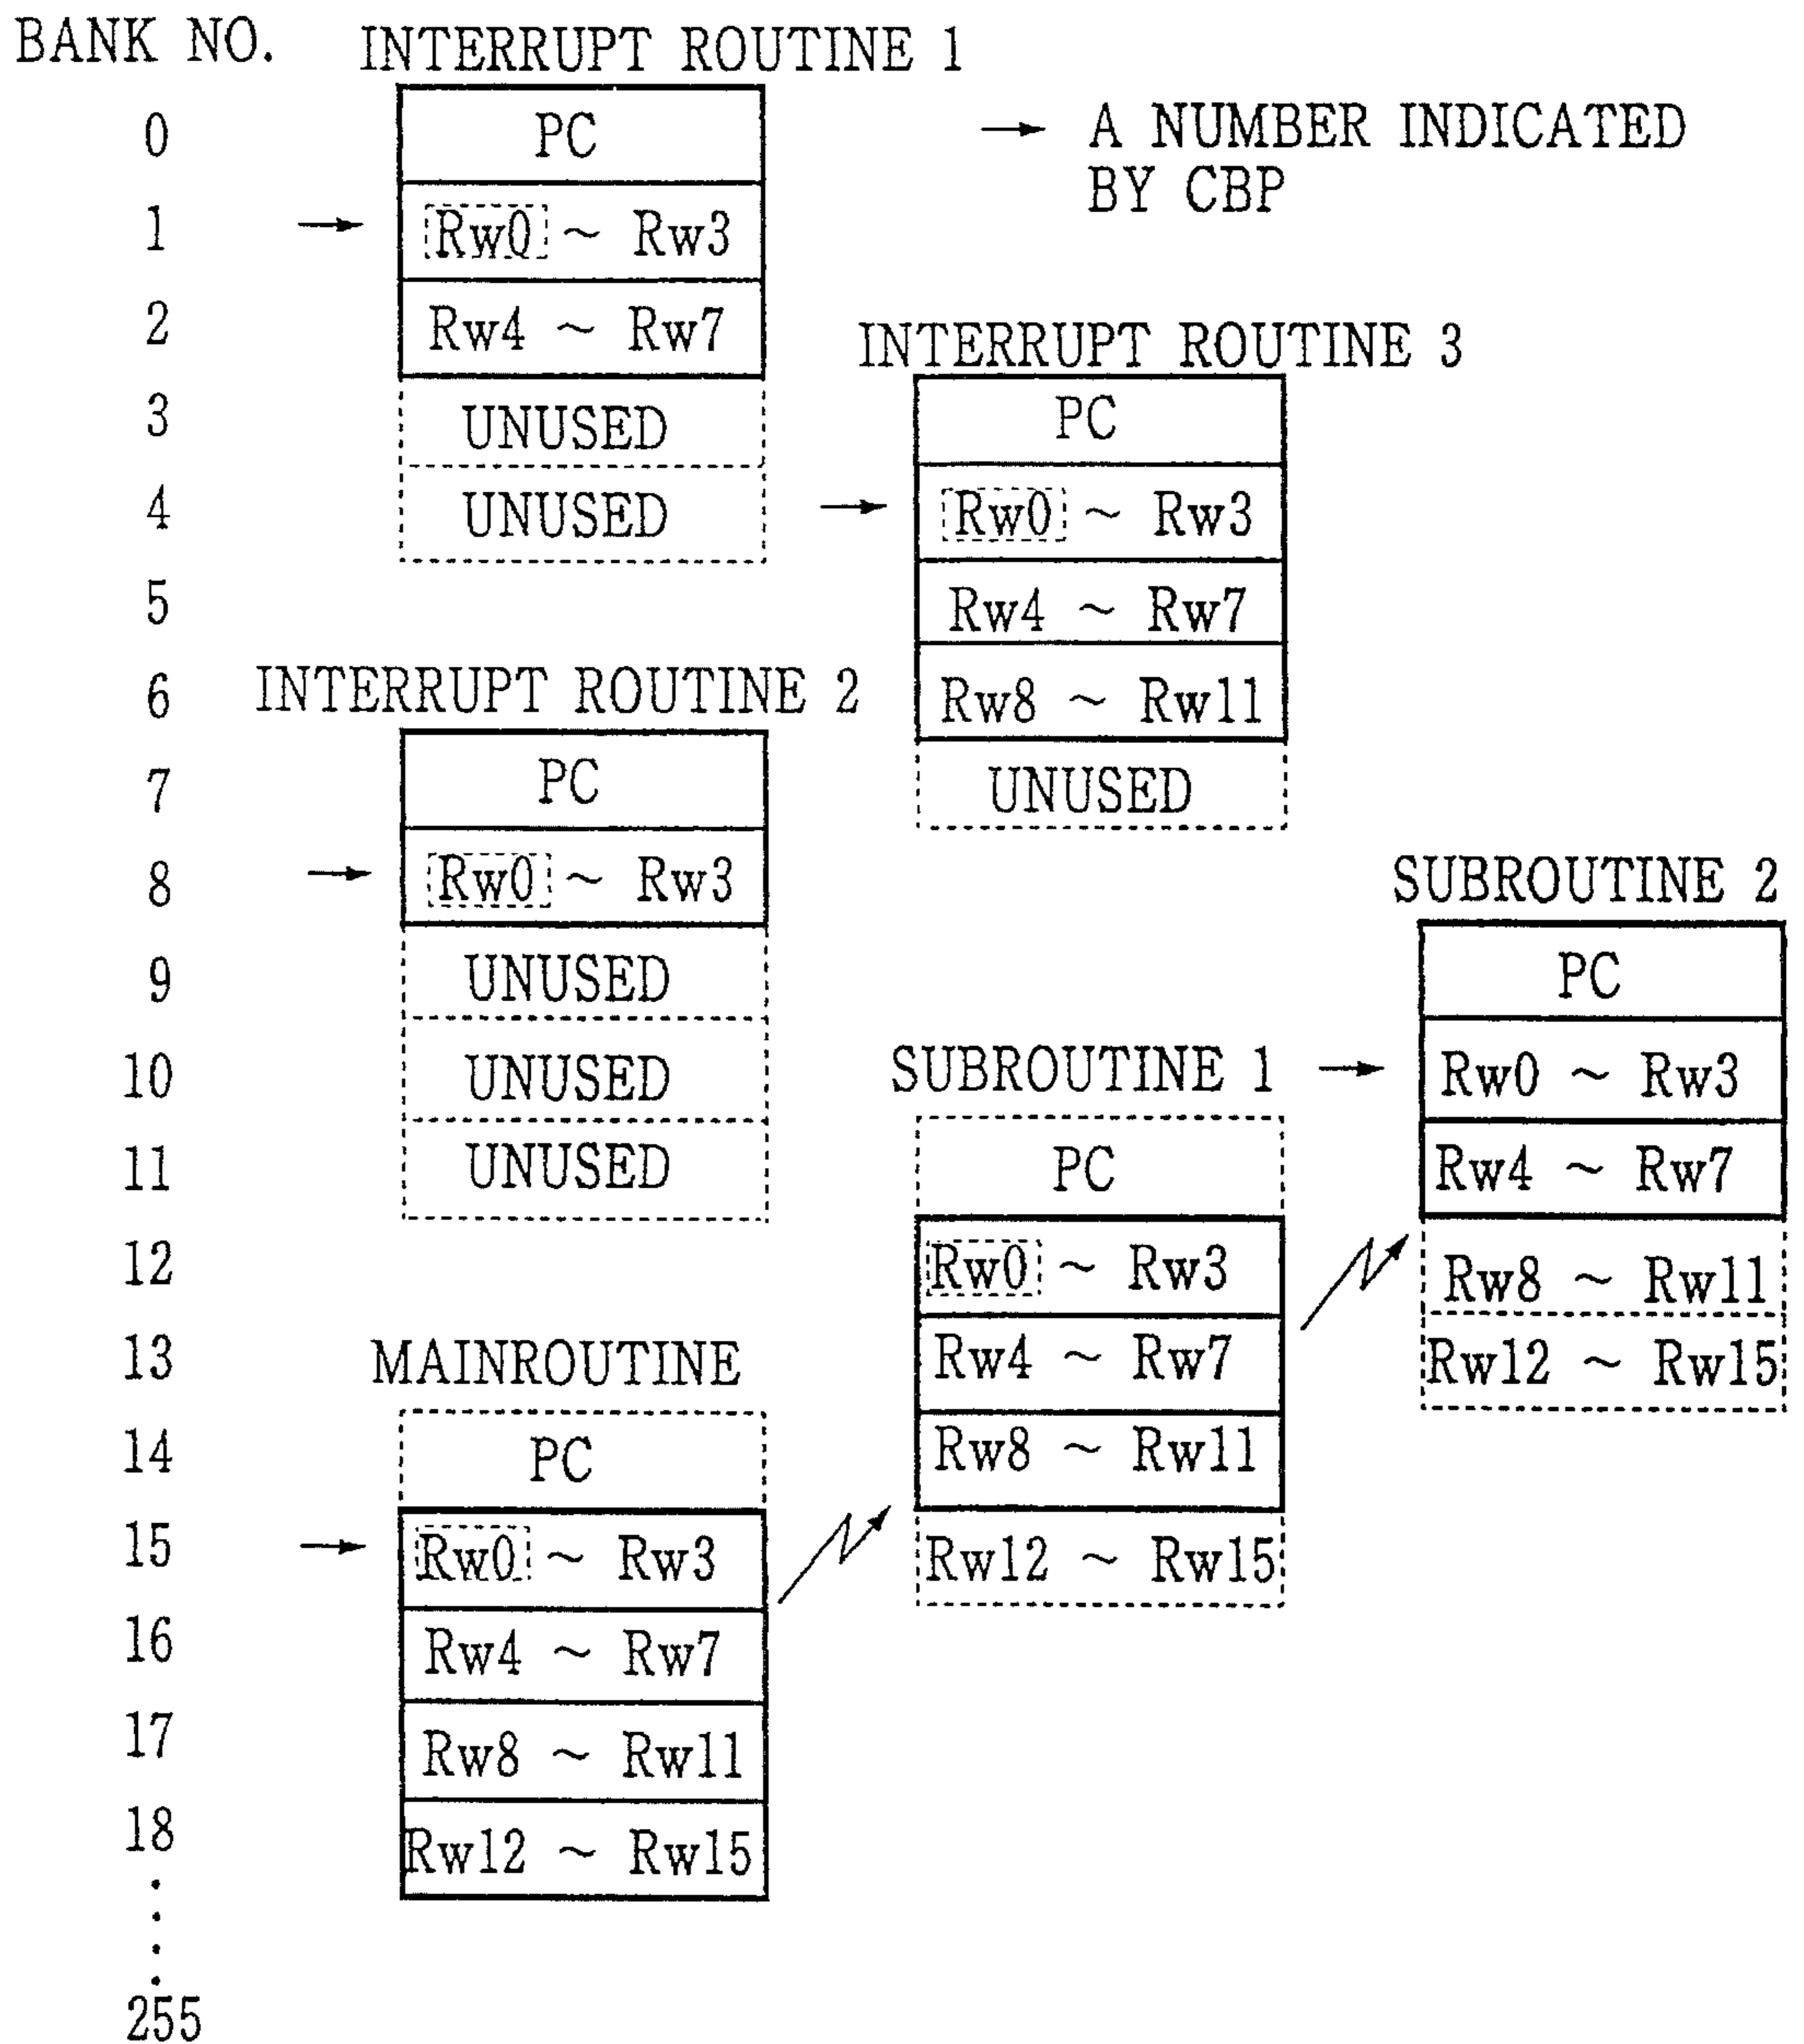 BANK NO. INTERRUPT ROUTINE 1
0 PC → A NUMBER INDICATED
BY CBP
1 → Rw0 ~ Rw3
2 Rw4 ~ Rw7
INTERRUPT ROUTINE 3
3 UNUSED PC
4 UNUSED → Rw0 ~ Rw3
5 Rw4 ~ Rw7
6 INTERRUPT ROUTINE 2 Rw8 ~ Rw11
7 PC UNUSED
8 → Rw0 ~ Rw3 SUBROUTINE 2
9 UNUSED PC
10 UNUSED SUBROUTINE 1 → Rw0 ~ Rw3
11 UNUSED PC Rw4 ~ Rw7
12 Rw0 ~ Rw3 Rw8 ~ Rw11
13 MAINROUTINE Rw4 ~ Rw7 Rw12 ~ Rw15
14 PC Rw8 ~ Rw11
15 → Rw0 ~ Rw3 Rw12 ~ Rw15
16 Rw4 ~ Rw7
17 Rw8 ~ Rw11
18 Rw12 ~ Rw15
255